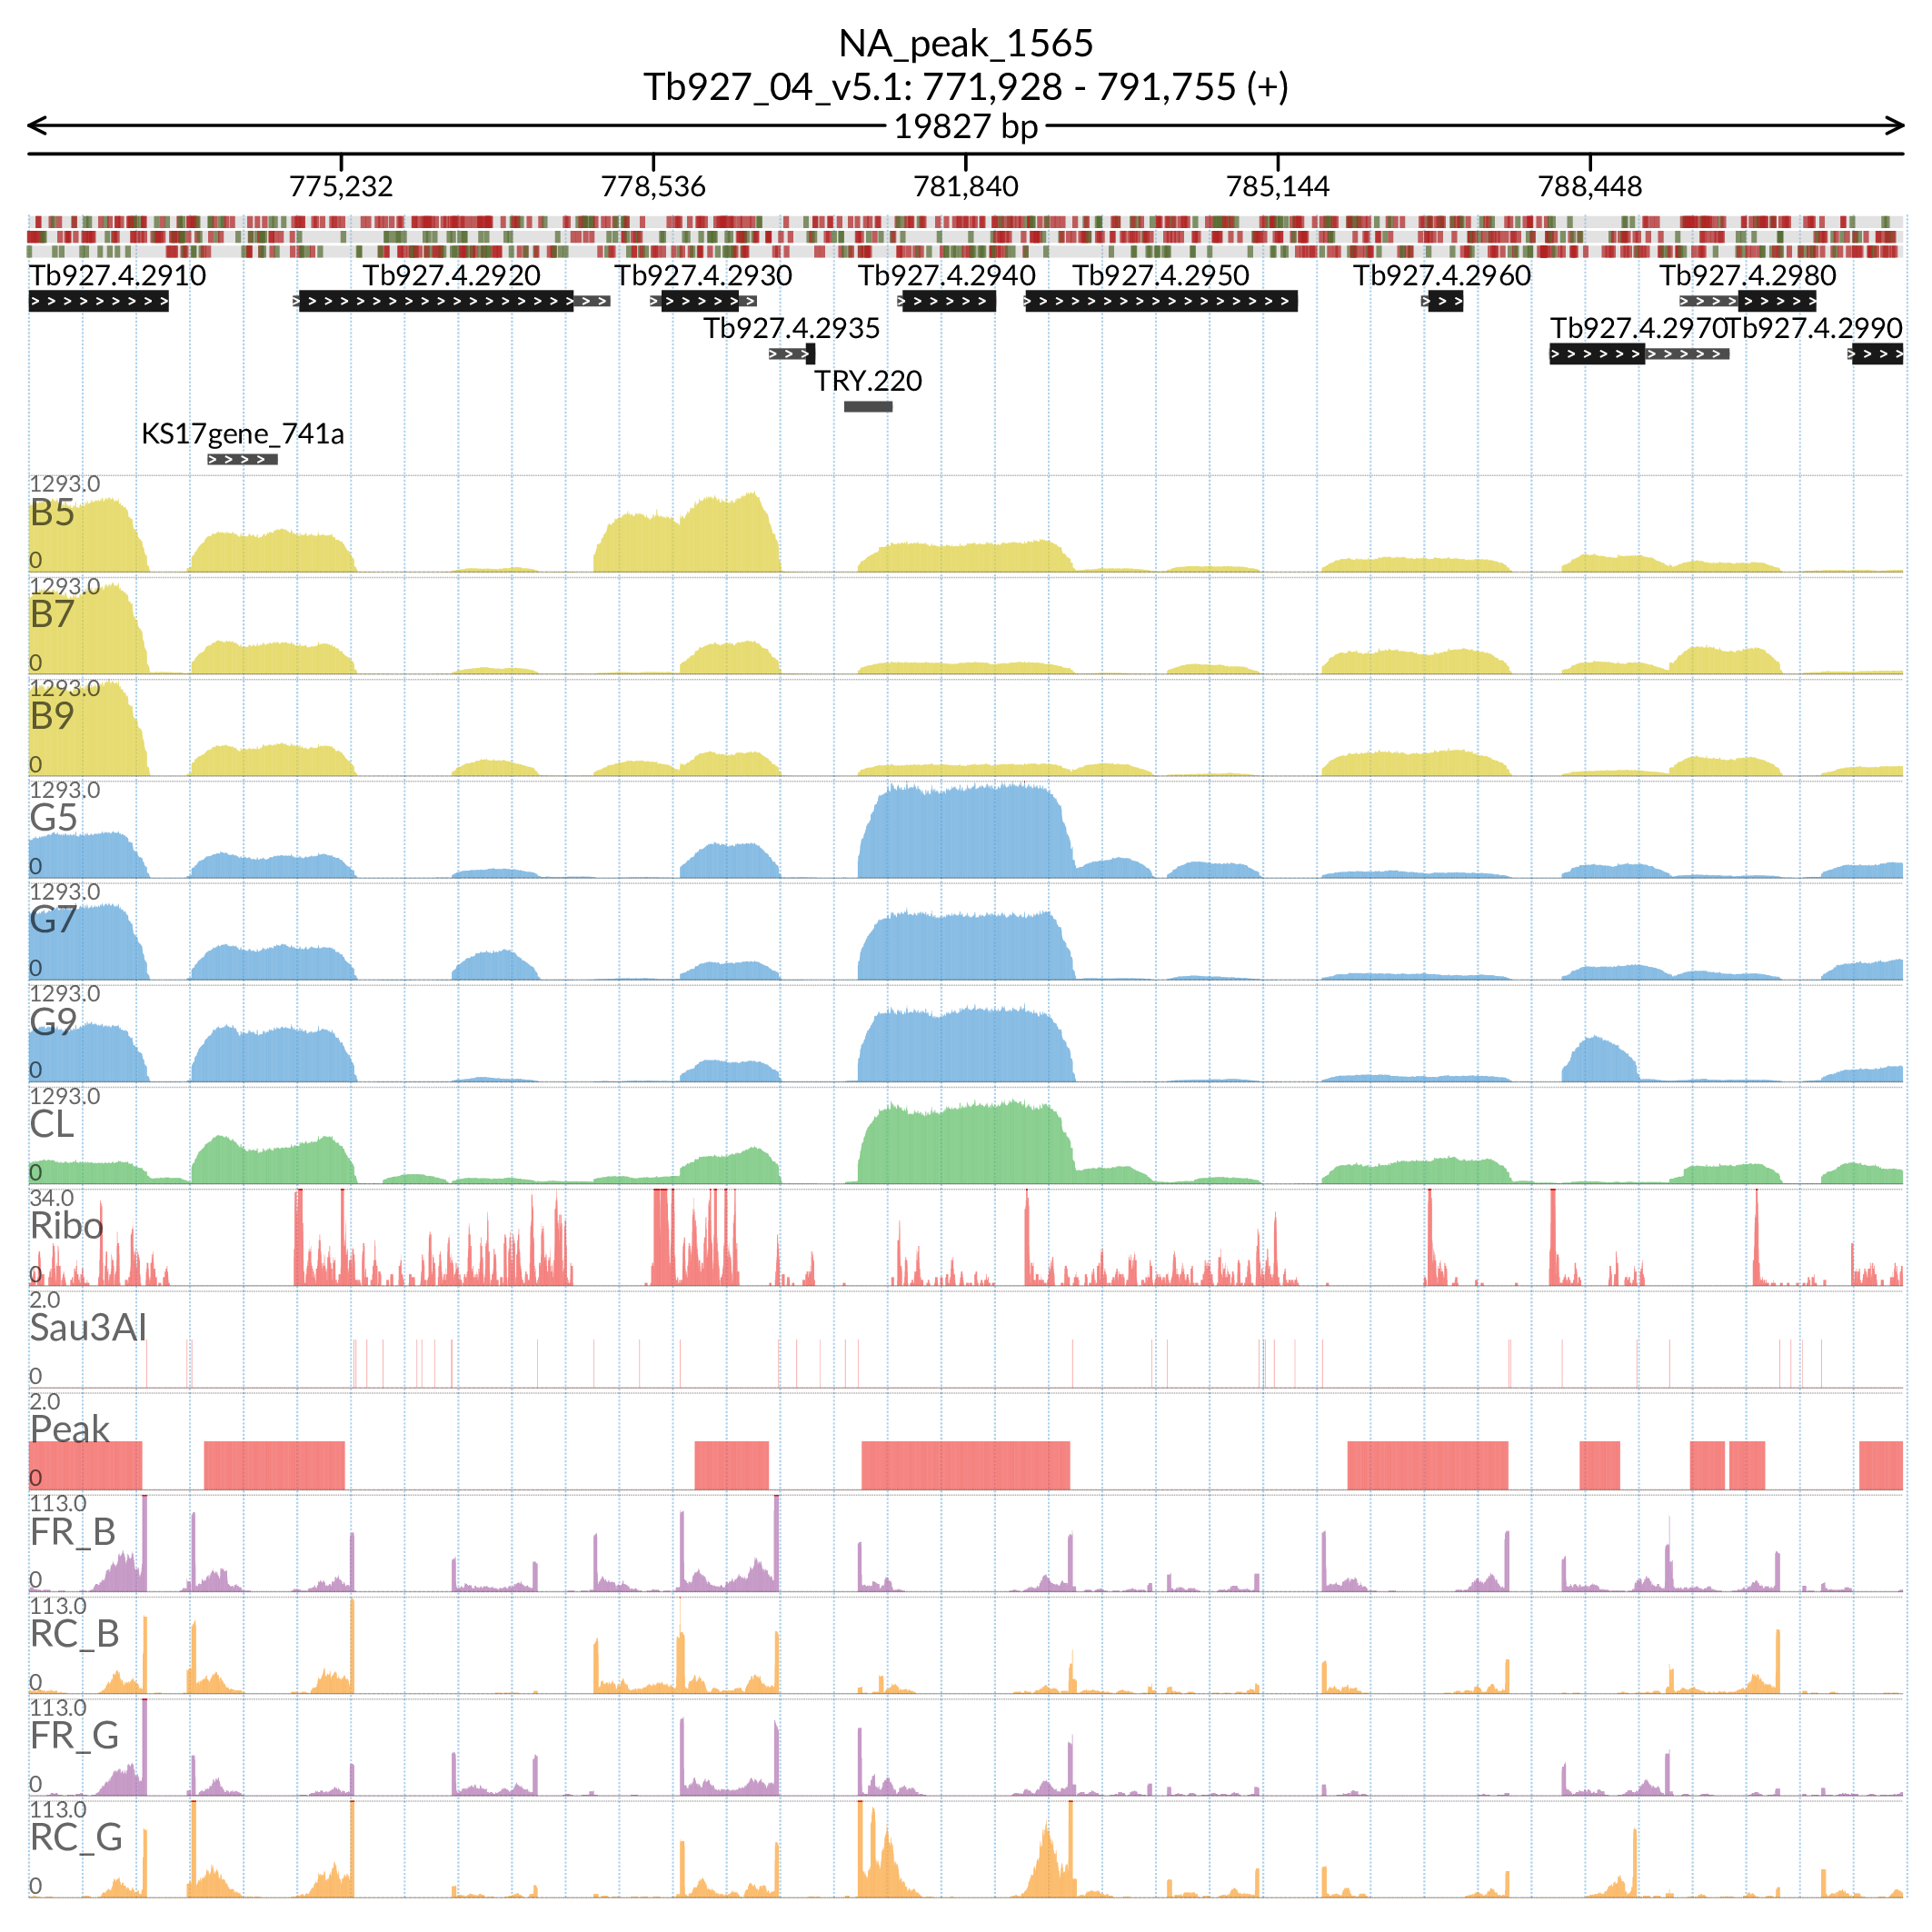 NA_peak_1565
Tb927_04_v5.1: 771,928 - 791,755 (+)
19827 bp
775,232 778,536 781,840 785,144 788,448
Tb927.4.2910 Tb927.4.2920 Tb927.4.2930 Tb927.4.2940 Tb927.4.2950 Tb927.4.2960 Tb927.4.2980
Tb927.4.2935 Tb927.4.2970 Tb927.4.2990
TRY.220
KS17gene_741a
1293.0
B5
0
1293.0
B7
0
1293.0
B9
0
1293.0
G5
0
1293.0
G7
0
1293.0
G9
0
1293.0
CL
0
34.0
Ribo
0
2.0
Sau3AI
0
2.0
Peak
0
113.0
FR_B
0
113.0
RC_B
0
113.0
FR_G
0
113.0
RC_G
0